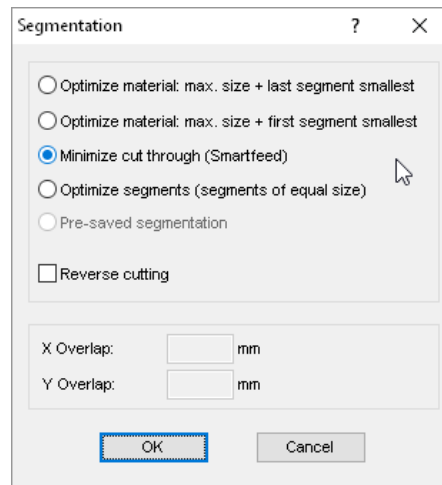 Segmentation ?
Optimize material: max. size + last segment smallest
Optimize material: max. size + first segment smallest
Minimize cut through (Smartfeed)
Optimize segments (segments of equal size)
Pre-saved segmentation
Reverse cutting
X Overlap: mm
Y Overlap: mm
OK Cancel